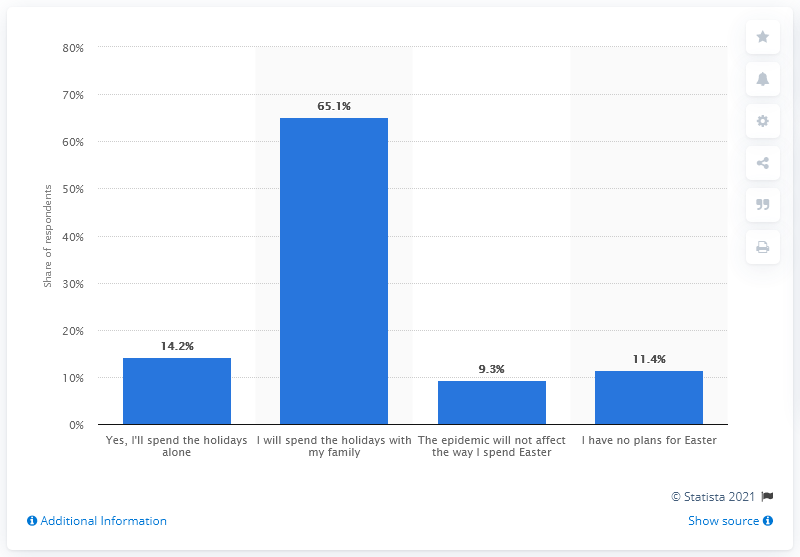 80%
70%
60%
50%
40%
30%
20%
10%
0%
Share of respondents
14.2%
65.1%
9.3%
11.4%
Yes, I'll spend the holidays
alone
I will spend the holidays with
my family
The epidemic will not affect
the way I spend Easter
I have no plans for Easter
© Statista 2021
Additional Information
Show source